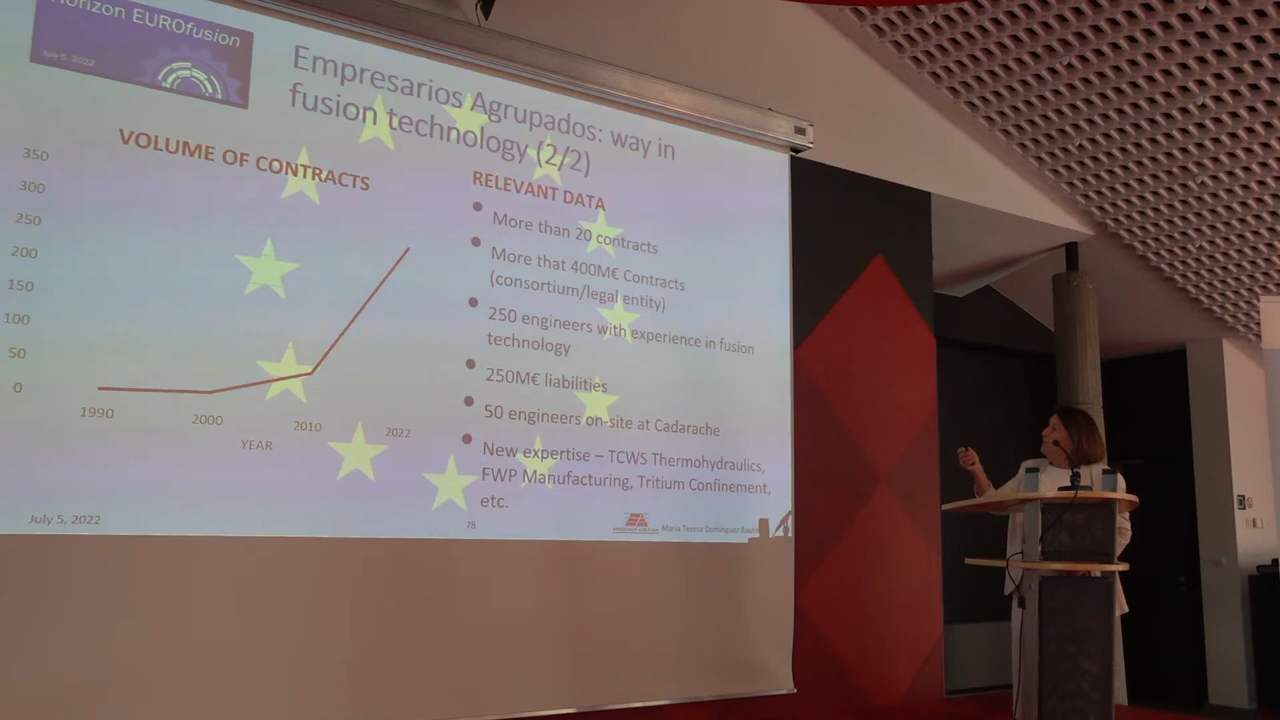 Horizon EUROfusion
July 5, 2022
Empresarios Agrupados: way in
fusion technology (2/2)
VOLUME OF CONTRACTS
350
300
250
200
150
100
50
0
1990
2000
2010
2022
YEAR
RELEVANT DATA
More than 20 contracts
More that 400M€ Contracts
(consortium/legal entity)
250 engineers with experience in fusion
technology
250M€ liabilities
50 engineers on-site at Cadarache
New expertise – TCWS Thermohydraulics,
FWP Manufacturing, Tritium Confinement,
etc.
July 5, 2022
78
Maria Teresa Domínguez